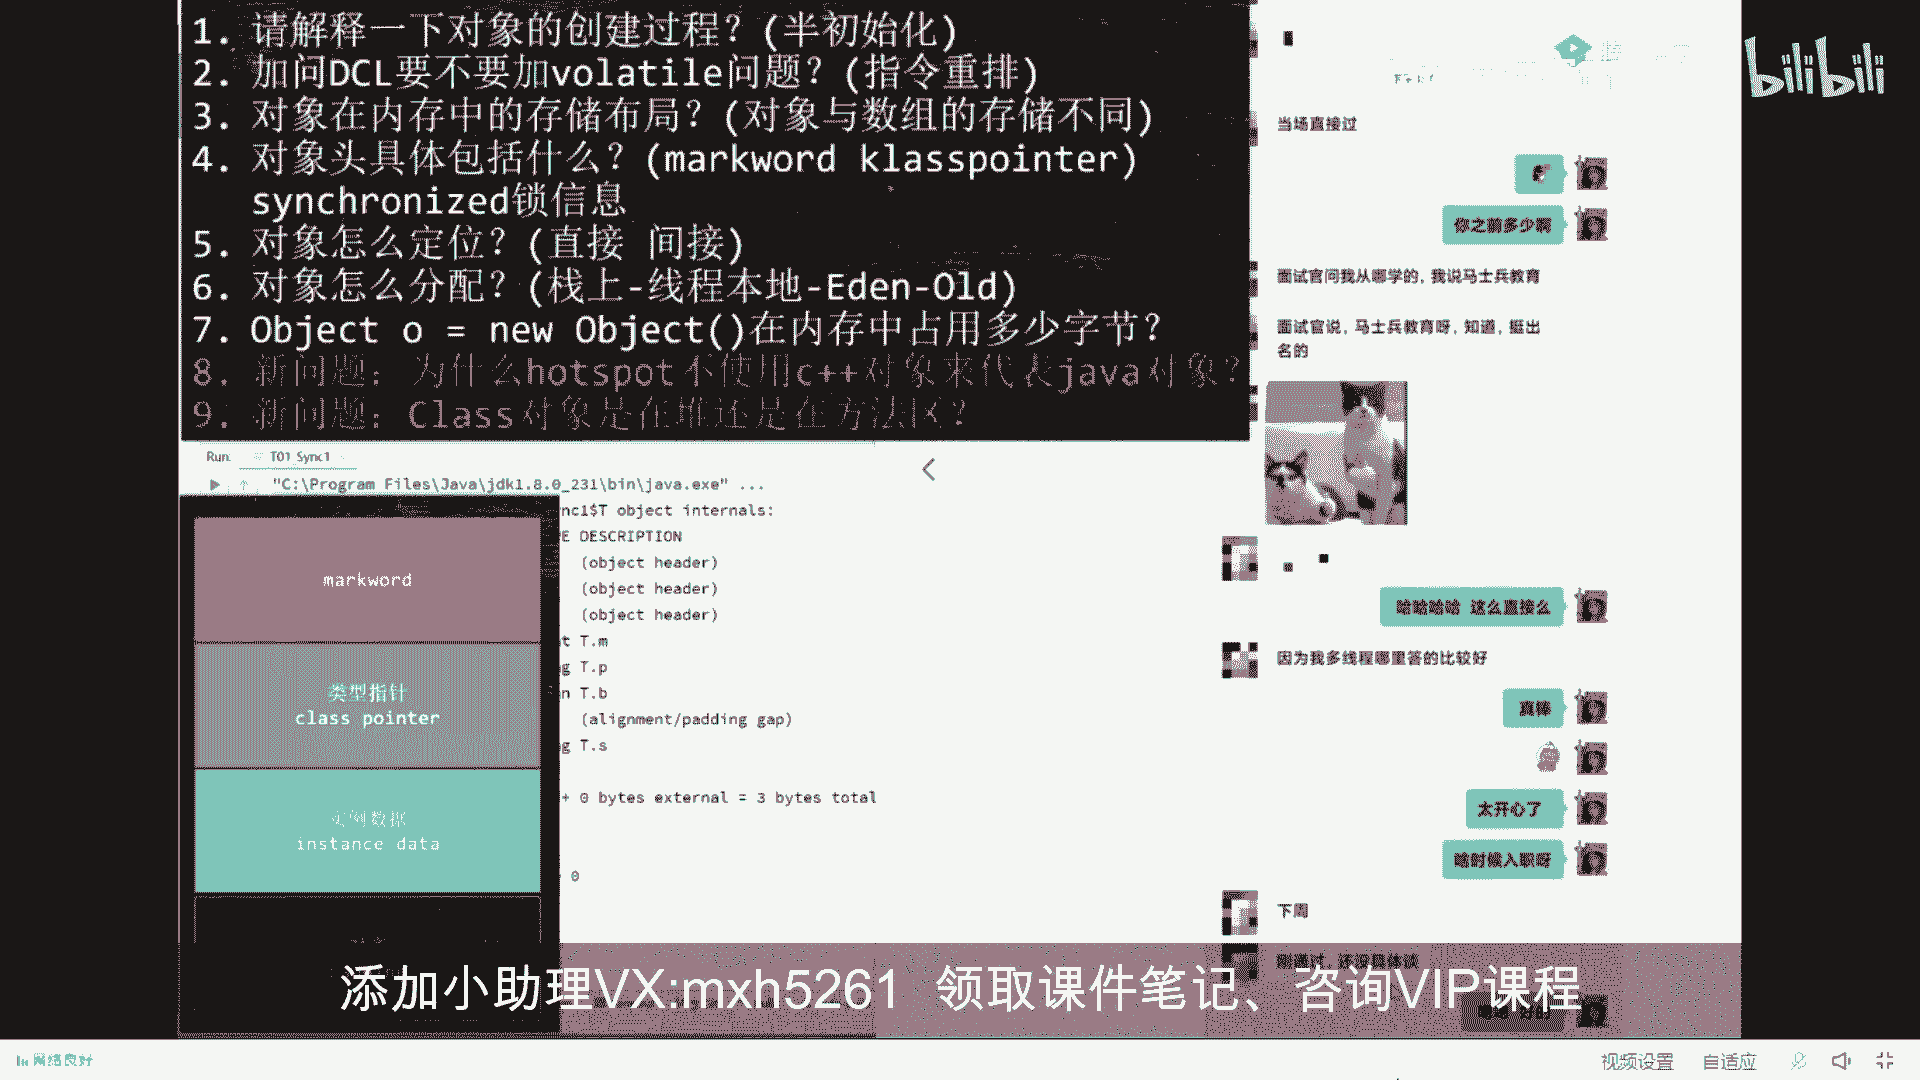 1. 请解释一下对象的创建过程？(半初始化)
2. 加问DCL要不要加volatile问题？(指令重排)
3. 对象在内存中的存储布局？(对象与数组的存储不同)
4. 对象头具体包括什么？(markword klasspointer)
synchronized锁信息
5. 对象怎么定位？(直接 间接)
6. 对象怎么分配？(栈上-线程本地-Eden-Old)
7. Object o = new Object()在内存中占用多少字节？
8. 新问题：为什么hotspot不使用c++对象来代表java对象？
9. 新问题：Class对象是在堆还是在方法区？
bilibili
当场直接过
你之前多少啊
面试官问我从哪学的，我说马士兵教育
面试官说，马士兵教育呀，知道，挺出
名的
哈哈哈哈 这么直接么
因为我多线程哪里答的比较好
真棒
太开心了
啥时候入职呀
下周
Run: T01_Sync1
"C:\Program Files\Java\jdk1.8.0_231\bin\java.exe" ...
nc1$T object internals:
E DESCRIPTION
(object header)
(object header)
(object header)
t T.m
g T.p
n T.b
(alignment/padding gap)
g T.s
+ 0 bytes external = 3 bytes total
0
markword
类型指针
class pointer
实例数据
instance data
添加小助理VX:mxh5261 领取课件笔记、咨询VIP课程
网络良好
视频设置 自适应